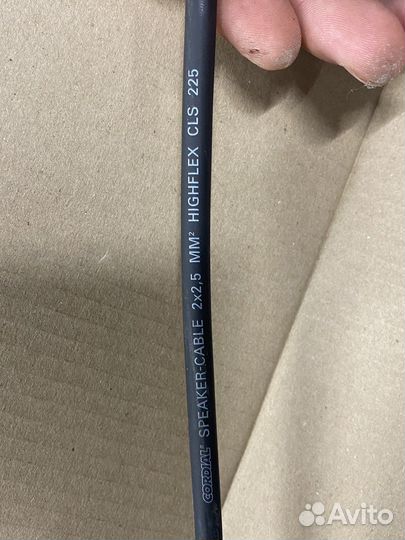 CORDIAL SPEAKER-CABLE 2x2,5 MM² HIGHFLEX CLS 225
Avito